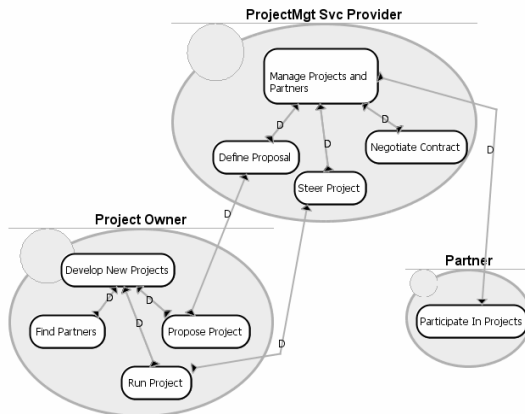 ProjectMgt Svc Provider
Manage Projects and
Partners
D
D
D
Define Proposal
Negotiate Contract
Steer Project
D
D
Project Owner
Develop New Projects
D
D
D
Find Partners
Propose Project
Run Project
D
Partner
Participate In Projects